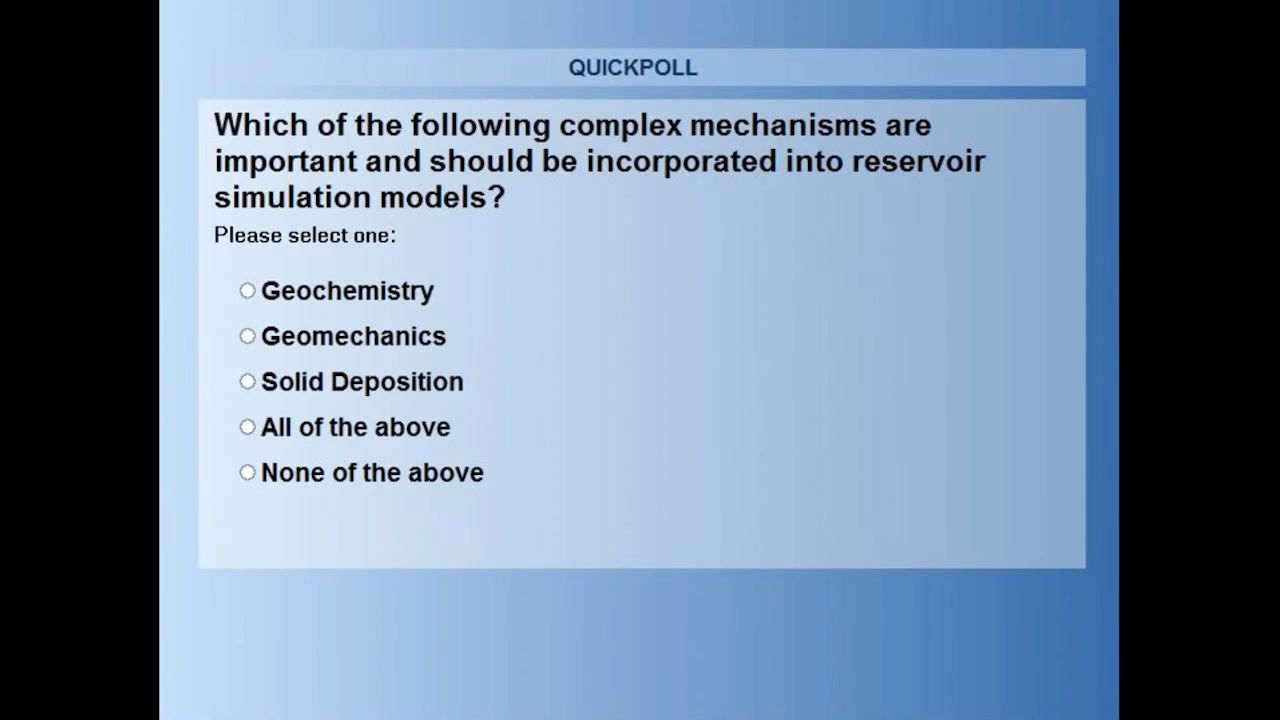 QUICKPOLL
Which of the following complex mechanisms are
important and should be incorporated into reservoir
simulation models?
Please select one:
Geochemistry
Geomechanics
Solid Deposition
All of the above
None of the above